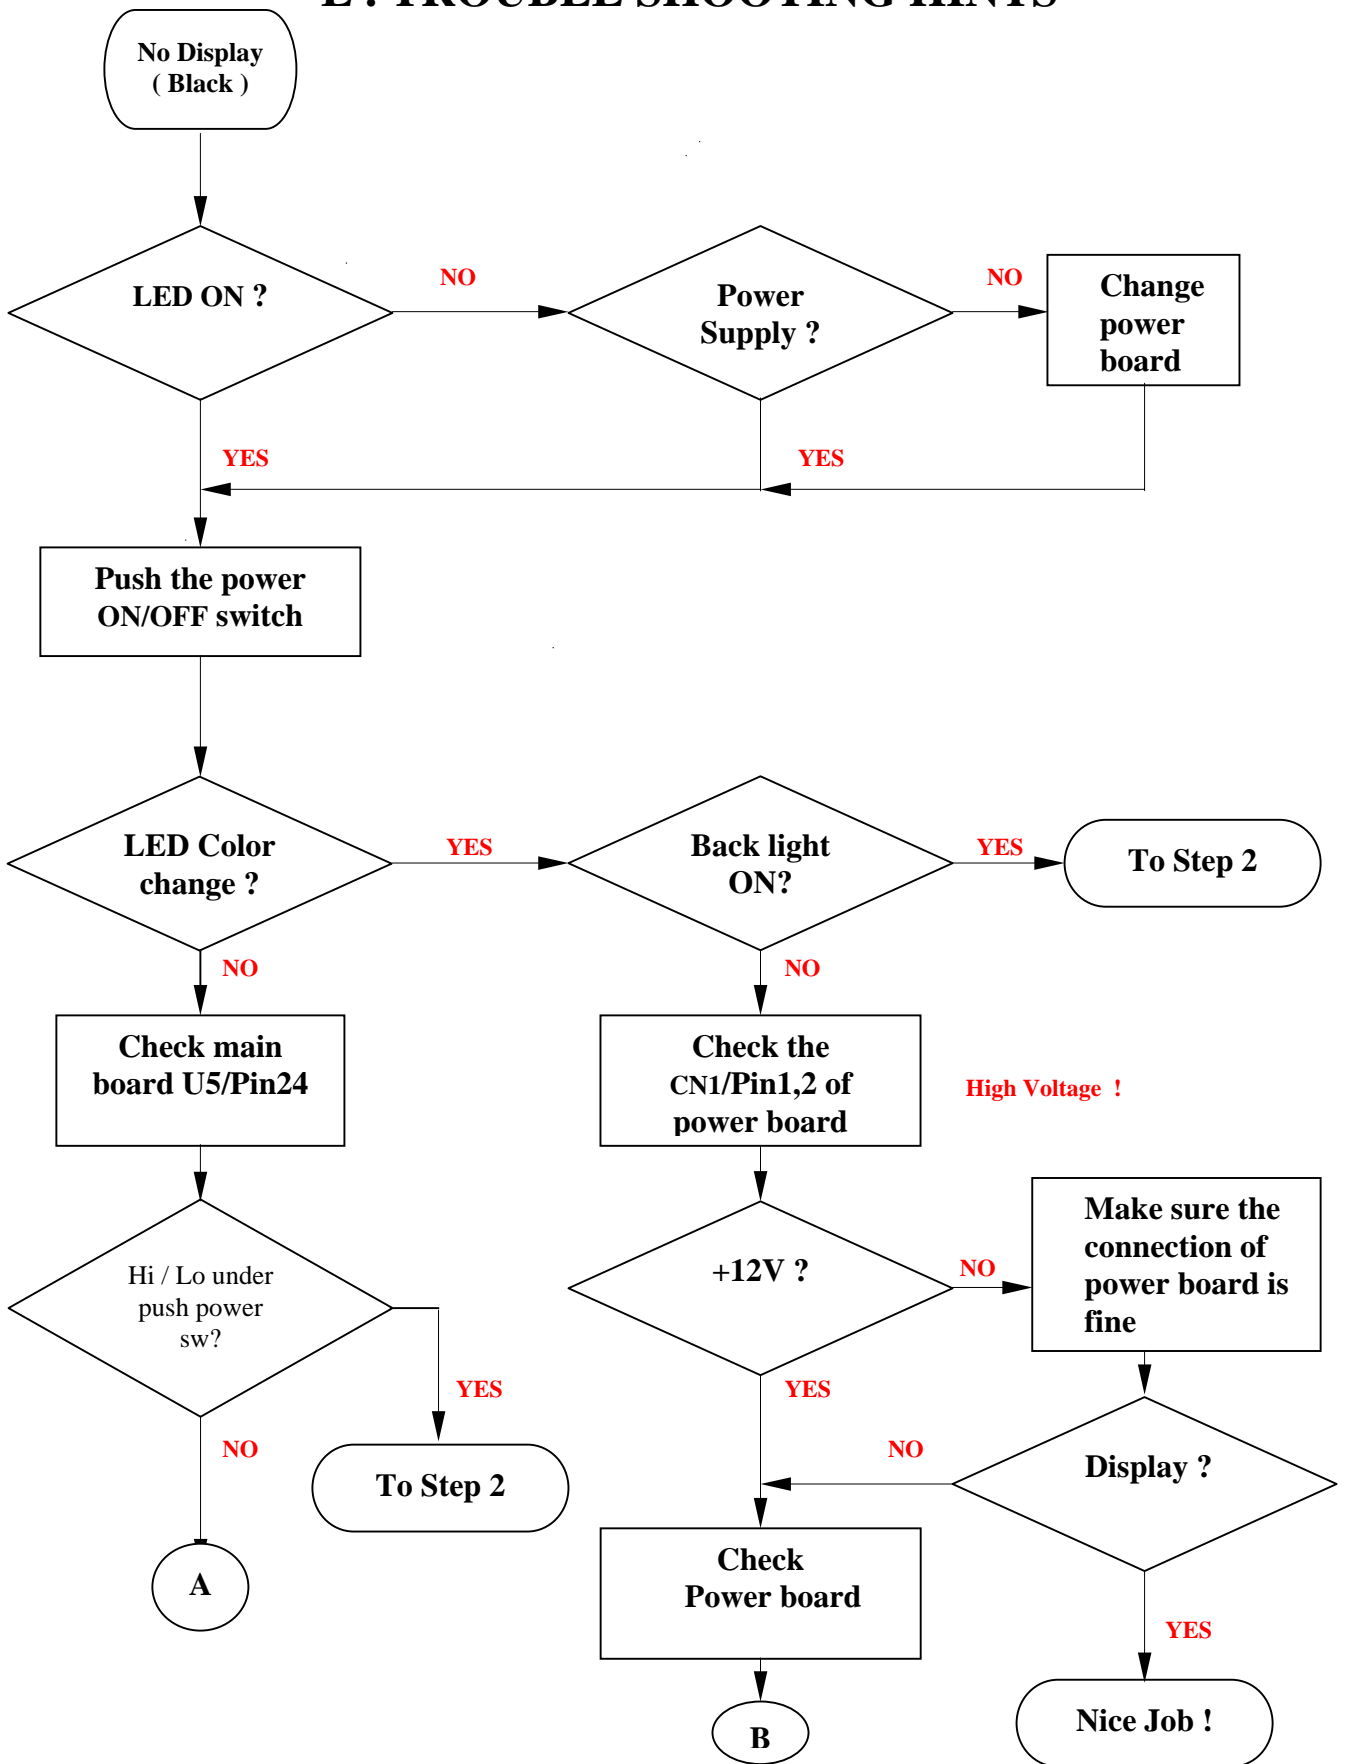 E . TROUBLE SHOOTING HINTS
No Display
( Black )
LED ON ?
NO
Power
Supply ?
NO
Change
power
board
YES
YES
Push the power
ON/OFF switch
LED Color
change ?
YES
Back light
ON?
YES
To Step 2
NO
NO
Check main
board U5/Pin24
Check the
CN1/Pin1,2 of
power board
High Voltage !
Hi / Lo under
push power
sw?
+12V ?
NO
Make sure the
connection of
power board is
fine
YES
YES
NO
NO
Display ?
To Step 2
Check
Power board
A
YES
B
Nice Job !